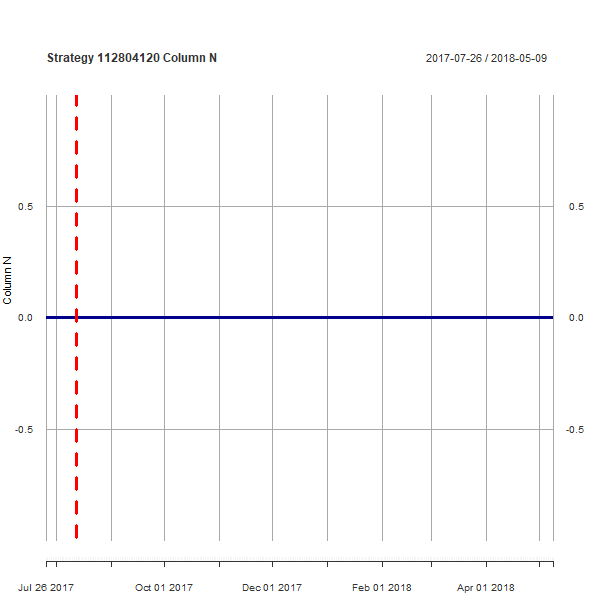 Strategy 112804120 Column N
2017-07-26 / 2018-05-09
0.5
0.5
Column N
0.0
0.0
-0.5
-0.5
Jul 26 2017
Oct 01 2017
Dec 01 2017
Feb 01 2018
Apr 01 2018